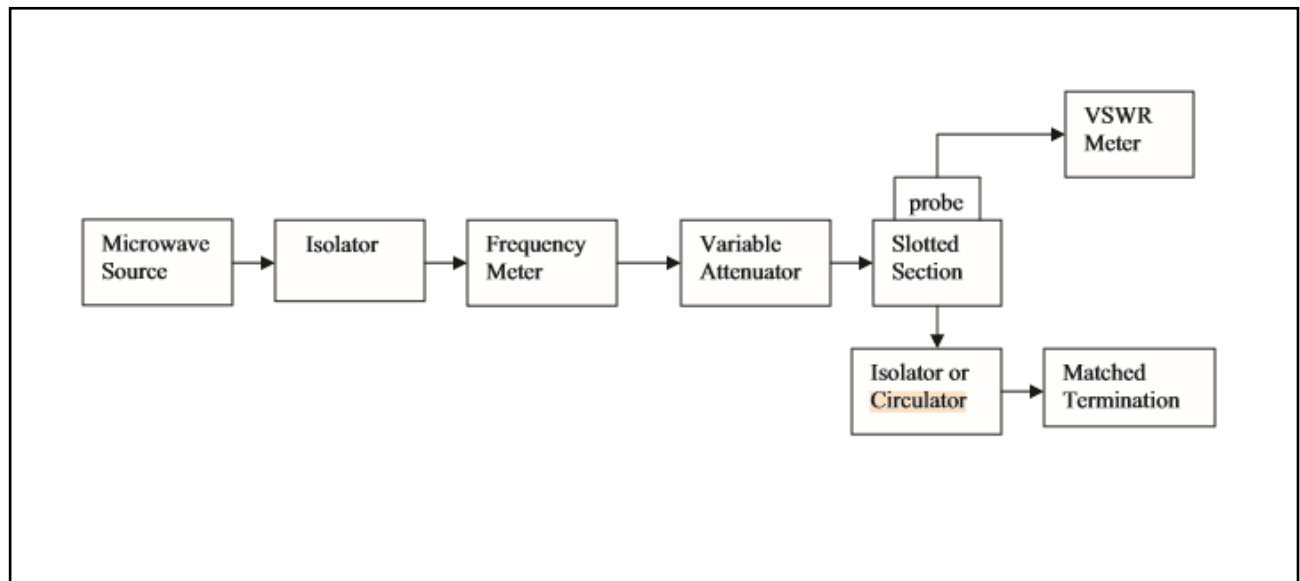 VSWR
Meter
probe
Microwave
Source
Isolator
Frequency
Meter
Variable
Attenuator
Slotted
Section
Isolator or
Circulator
Matched
Termination